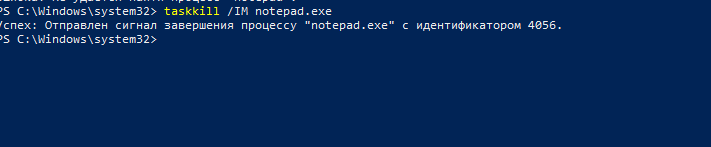 PS C:\Windows\system32> taskkill /IM notepad.exe
Успех: Отправлен сигнал завершения процессу "notepad.exe" с идентификатором 4056.
PS C:\Windows\system32>